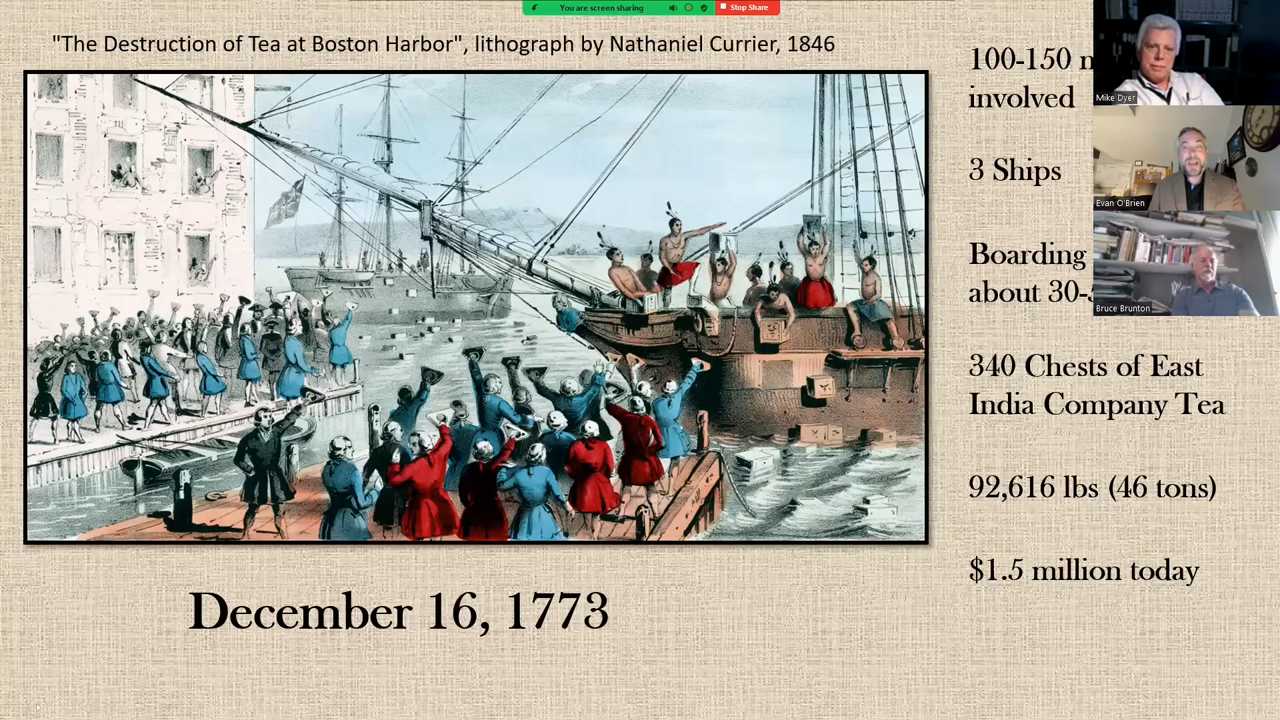 You are screen sharing
Stop Share
"The Destruction of Tea at Boston Harbor", lithograph by Nathaniel Currier, 1846
100-150
involved
3 Ships
Boarding
about 30-
340 Chests of East
India Company Tea
92,616 lbs (46 tons)
$1.5 million today
December 16, 1773
Mike Dyer
Evan O'Brien
Bruce Brunton